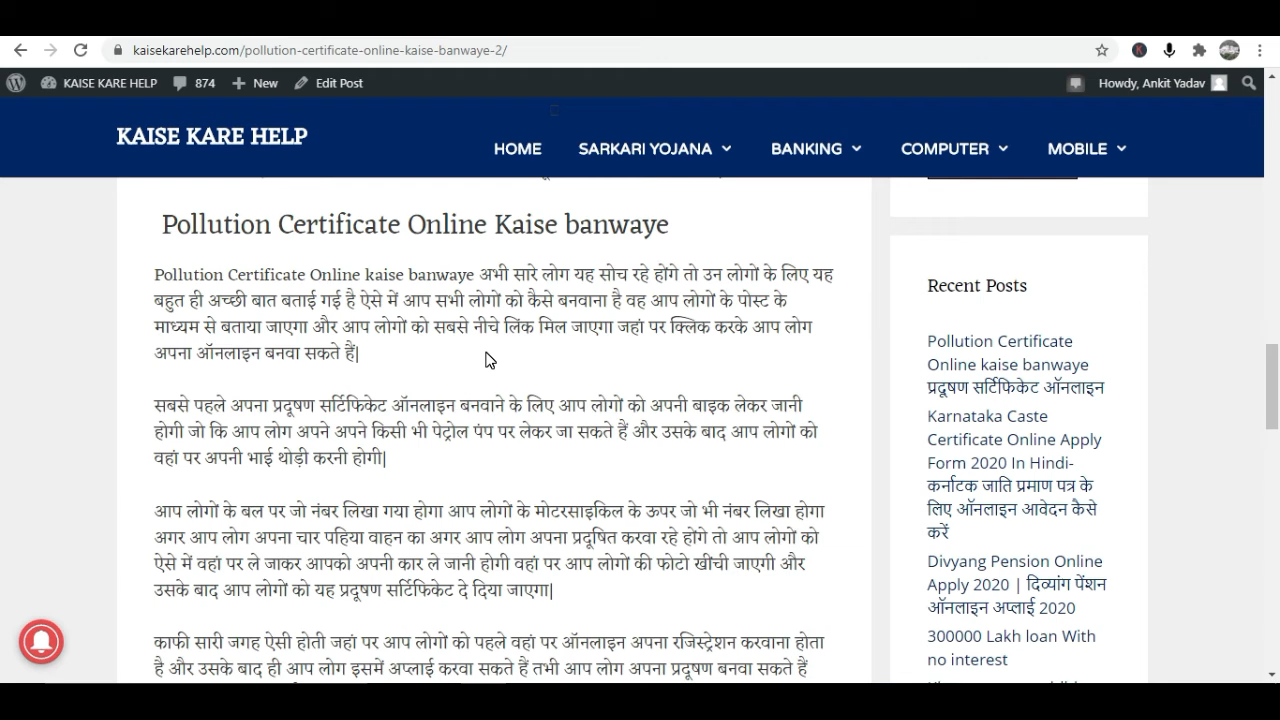 kaisekarehelp.com/pollution-certificate-online-kaise-banwaye-2/
KAISE KARE HELP 874 New Edit Post Howdy, Ankit Yadav
KAISE KARE HELP
HOME SARKARI YOJANA BANKING COMPUTER MOBILE
Pollution Certificate Online Kaise banwaye
Pollution Certificate Online kaise banwaye अभी सारे लोग यह सोच रहे होंगे तो उन लोगों के लिए यह
बहुत ही अच्छी बात बताई गई है ऐसे में आप सभी लोगों को कैसे बनवाना है वह आप लोगों के पोस्ट के
माध्यम से बताया जाएगा और आप लोगों को सबसे नीचे लिंक मिल जाएगा जहां पर क्लिक करके आप लोग
अपना ऑनलाइन बनवा सकते हैं|
सबसे पहले अपना प्रदूषण सर्टिफिकेट ऑनलाइन बनवाने के लिए आप लोगों को अपनी बाइक लेकर जानी
होगी जो कि आप लोग अपने अपने किसी भी पेट्रोल पंप पर लेकर जा सकते हैं और उसके बाद आप लोगों को
वहां पर अपनी भाई थोड़ी करनी होगी|
आप लोगों के बल पर जो नंबर लिखा गया होगा आप लोगों के मोटरसाइकिल के ऊपर जो भी नंबर लिखा होगा
अगर आप लोग अपना चार पहिया वाहन का अगर आप लोग अपना प्रदूषित करवा रहे होंगे तो आप लोगों को
ऐसे में वहां पर ले जाकर आपको अपनी कार ले जानी होगी वहां पर आप लोगों की फोटो खींची जाएगी और
उसके बाद आप लोगों को यह प्रदूषण सर्टिफिकेट दे दिया जाएगा|
काफी सारी जगह ऐसी होती जहां पर आप लोगों को पहले वहां पर ऑनलाइन अपना रजिस्ट्रेशन करवाना होता
है और उसके बाद ही आप लोग इसमें अप्लाई करवा सकते हैं तभी आप लोग अपना प्रदूषण बनवा सकते हैं
Recent Posts
Pollution Certificate
Online kaise banwaye
प्रदूषण सर्टिफिकेट ऑनलाइन
Karnataka Caste
Certificate Online Apply
Form 2020 In Hindi-
कर्नाटक जाति प्रमाण पत्र के
लिए ऑनलाइन आवेदन कैसे
करें
Divyang Pension Online
Apply 2020 | दिव्यांग पेंशन
ऑनलाइन अप्लाई 2020
300000 Lakh loan With
no interest